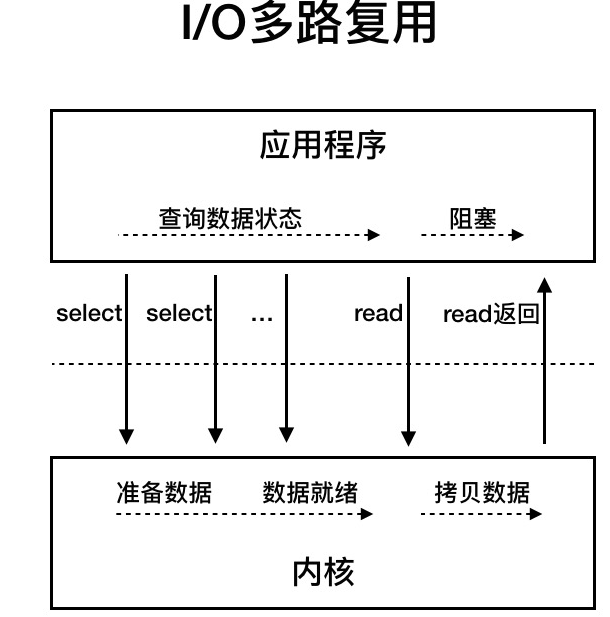 I/O多路复用
应用程序
查询数据状态
阻塞
select
select
...
read
read返回
准备数据
数据就绪
拷贝数据
内核